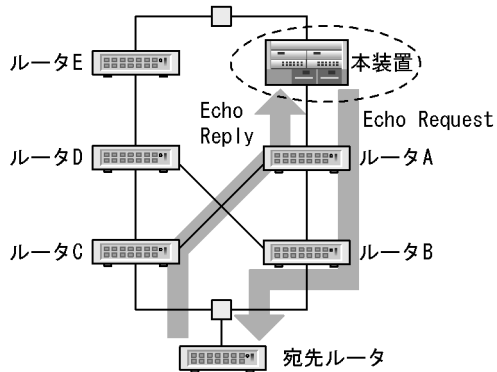 ルータE
本装置
Echo
Reply
Echo Request
ルータD
ルータA
ルータC
ルータB
宛先ルータ